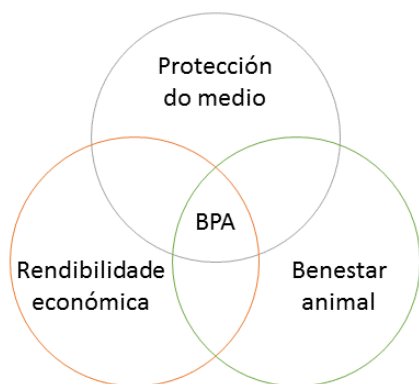 Protección
do medio
BPA
Rendibilidade
económica
Benestar
animal